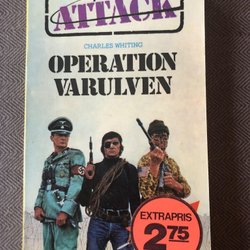 ATTACK
CHARLES WHITING
OPERATION
VARULVEN
EXTRAPRIS
2.75